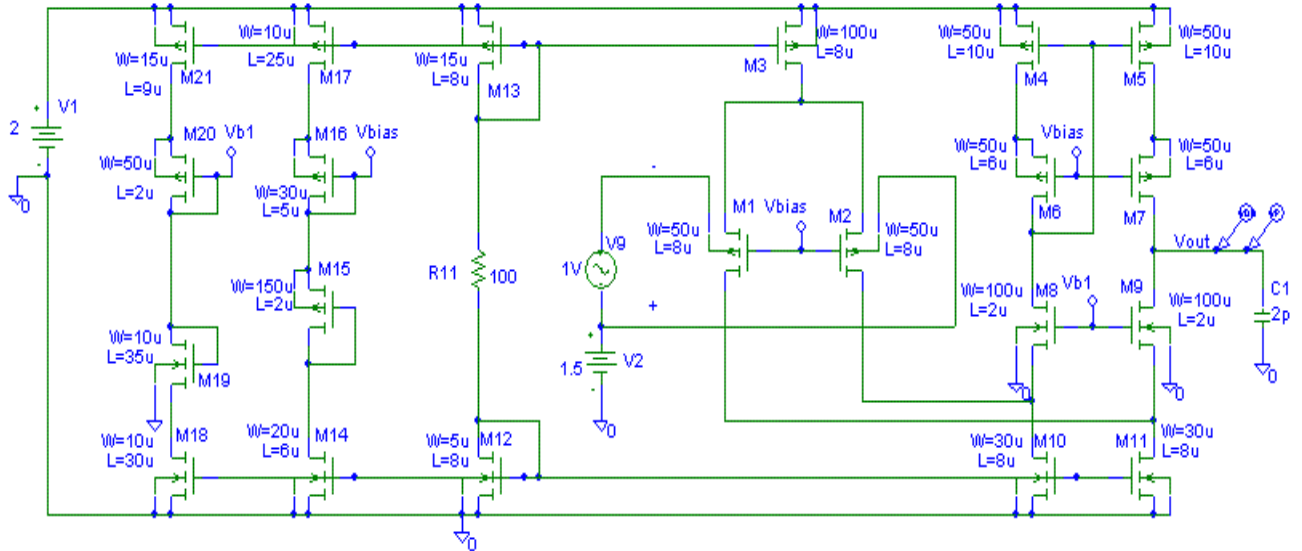 W=15u
L=9u
M21
W=10u
L=25u
M17
W=15u
L=8u
M13
W=100u
L=8u
M3
W=50u
L=10u
M4
W=50u
L=10u
M5
V1
+
2
-
0
M20
Vb1
W=50u
L=2u
M16
Vbias
W=30u
L=5u
Vbias
W=50u
L=6u
M6
W=50u
L=6u
M7
-
V9
1V
+
W=50u
L=8u
M1
Vbias
M2
W=50u
L=8u
R11
100
M15
W=150u
L=2u
Vout
C1
2p
0
M8
Vb1
M9
W=100u
L=2u
0
W=100u
L=2u
0
W=10u
L=35u
M19
+
V2
1.5
-
0
W=10u
L=30u
M18
W=20u
L=6u
M14
W=5u
L=8u
M12
0
W=30u
L=8u
M10
M11
W=30u
L=8u